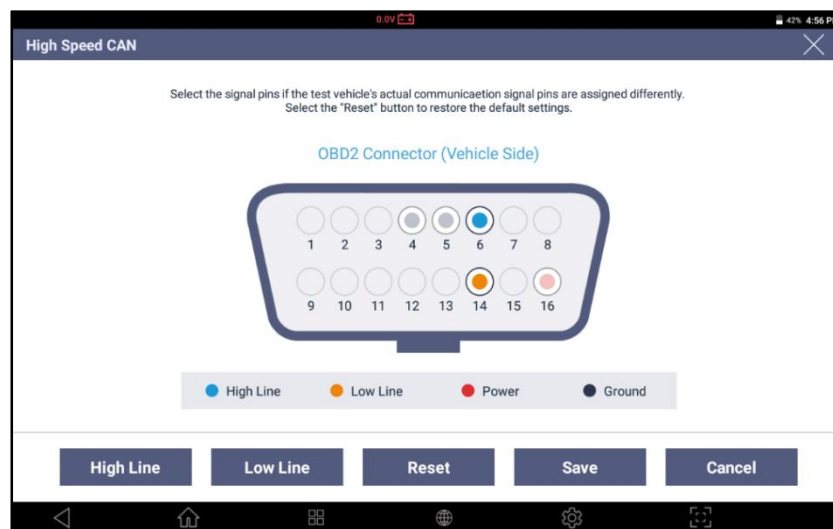 0.0V
42% 4:56 P
High Speed CAN
Select the signal pins if the test vehicle's actual communicaetion signal pins are assigned differently.
Select the "Reset" button to restore the default settings.
OBD2 Connector (Vehicle Side)
1 2 3 4 5 6 7 8
9 10 11 12 13 14 15 16
High Line Low Line Power Ground
High Line Low Line Reset Save Cancel